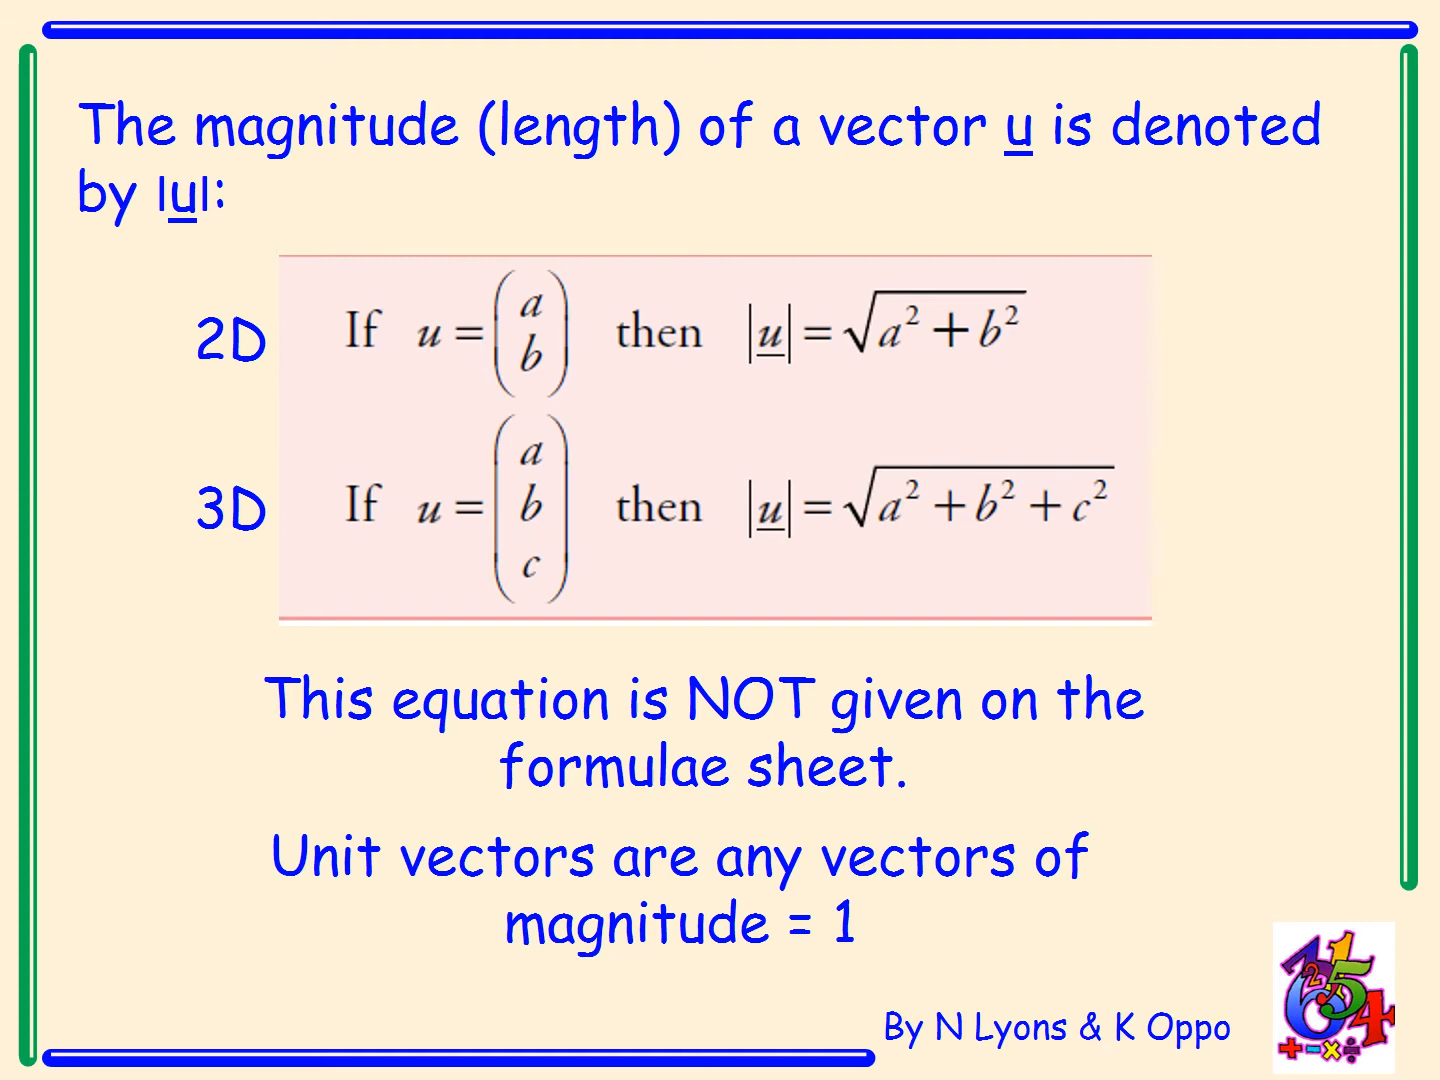 The magnitude (length) of a vector u is denoted
by |u|:
2D If u = (a b) then |u| = √a² + b²
3D If u = (a b c) then |u| = √a² + b² + c²
This equation is NOT given on the
formulae sheet.
Unit vectors are any vectors of
magnitude = 1
By N Lyons & K Oppo